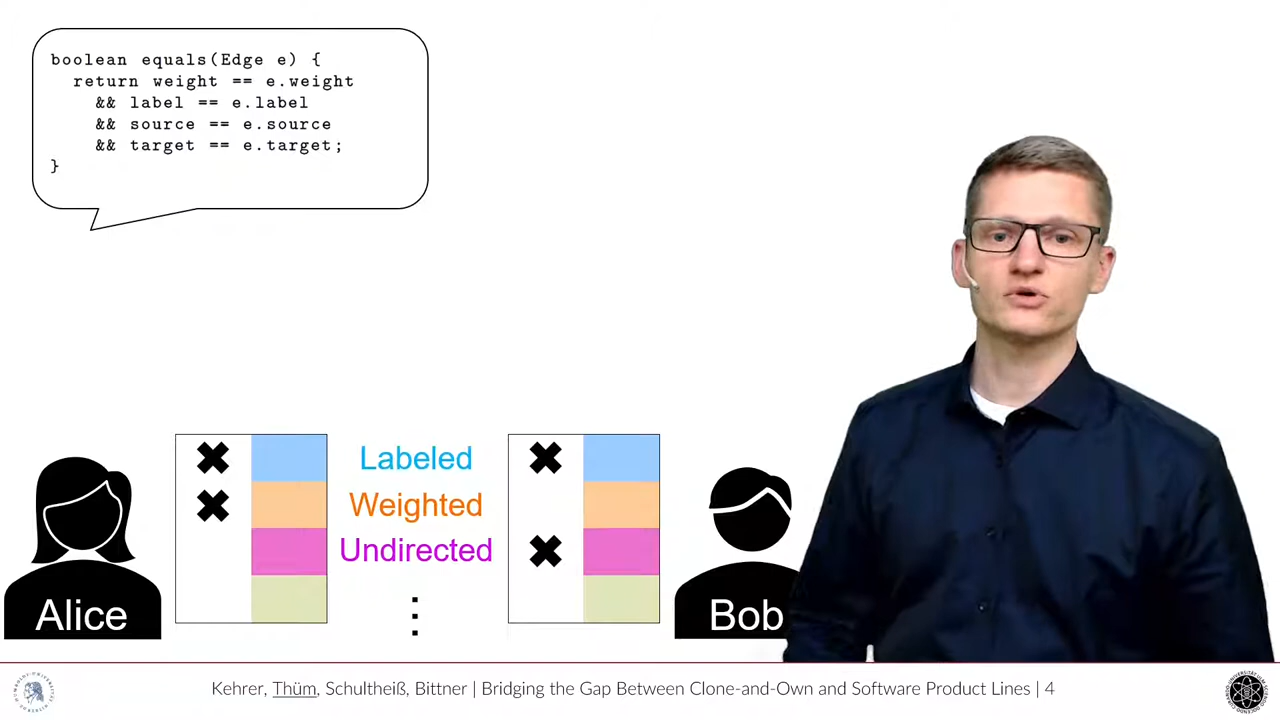 boolean equals(Edge e) {
return weight == e.weight
&& label == e.label
&& source == e.source
&& target == e.target;
}
Labeled
Weighted
Undirected
⋮
Alice
Bob
Kehrer, Thüm, Schultheiß, Bittner | Bridging the Gap Between Clone-and-Own and Software Product Lines | 4